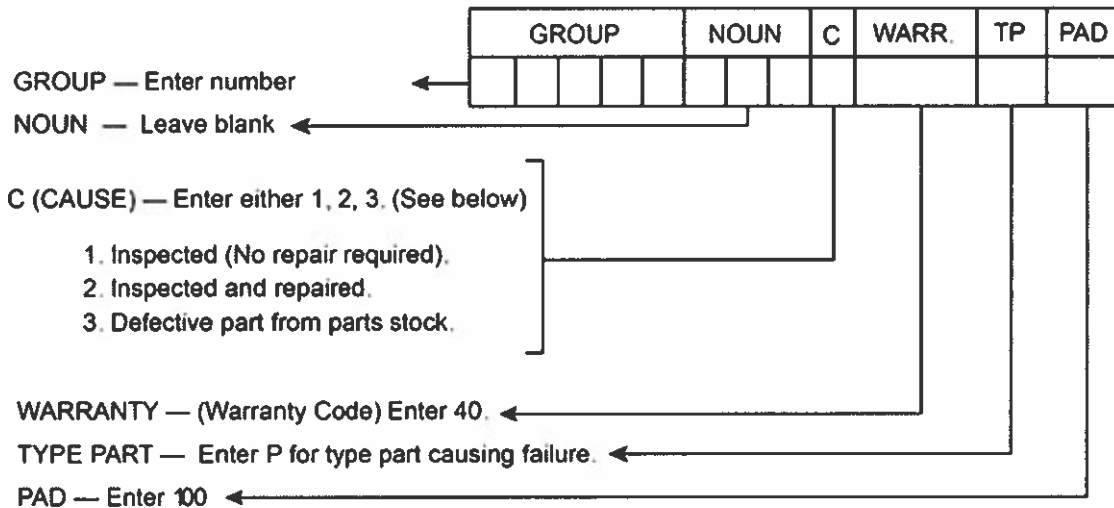 GROUP NOUN C WARR. TP PAD
GROUP — Enter number
NOUN — Leave blank
C (CAUSE) — Enter either 1, 2, 3. (See below)
1. Inspected (No repair required).
2. Inspected and repaired.
3. Defective part from parts stock.
WARRANTY — (Warranty Code) Enter 40.
TYPE PART — Enter P for type part causing failure.
PAD — Enter 100